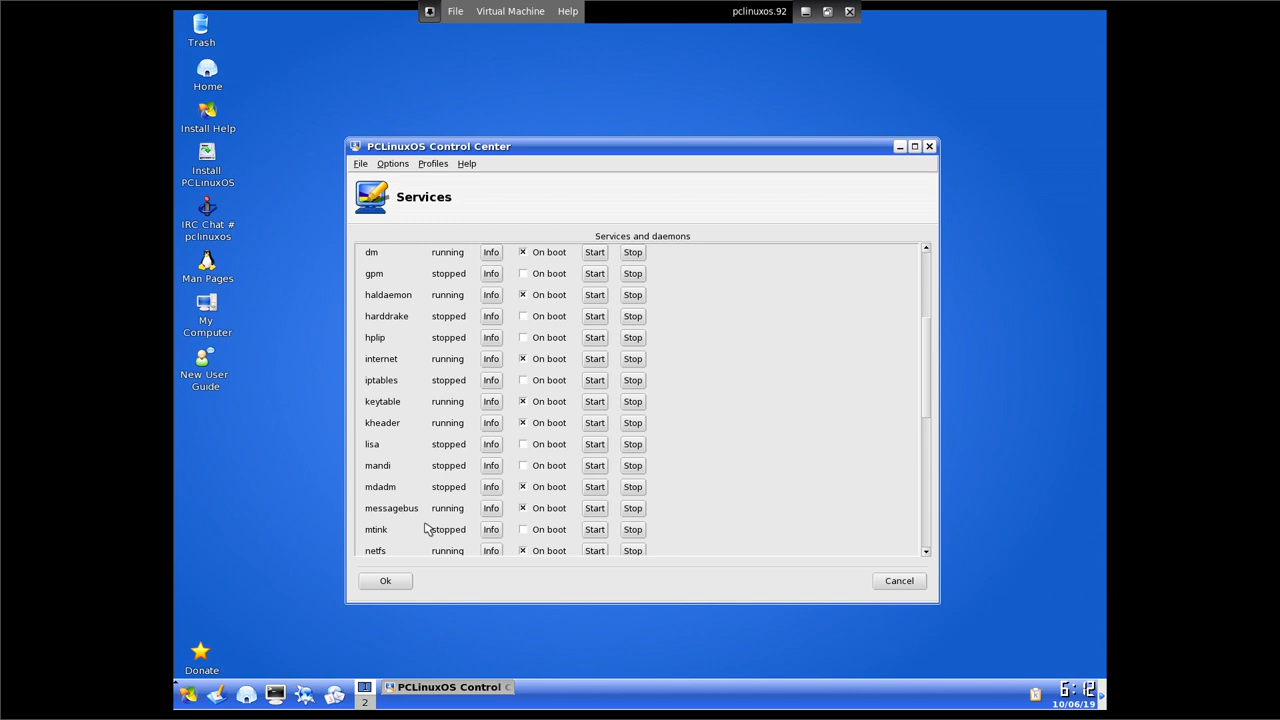 File Virtual Machine Help pclinuxos.92
Trash
Home
Install Help
Install
PCLinuxOS
IRC Chat #
pclinuxos
Man Pages
My
Computer
New User
Guide
Donate
PCLinuxOS Control Center
File Options Profiles Help
Services
Services and daemons
dm running Info On boot Start Stop
gpm stopped Info On boot Start Stop
haldaemon running Info On boot Start Stop
harddrake stopped Info On boot Start Stop
hplip stopped Info On boot Start Stop
internet running Info On boot Start Stop
iptables stopped Info On boot Start Stop
keytable running Info On boot Start Stop
kheader running Info On boot Start Stop
lisa stopped Info On boot Start Stop
mandi stopped Info On boot Start Stop
mdadm stopped Info On boot Start Stop
messagebus running Info On boot Start Stop
mtink stopped Info On boot Start Stop
netfs running Info On boot Start Stop
Ok Cancel
1
2
PCLinuxOS Control C
6:12
10/06/19